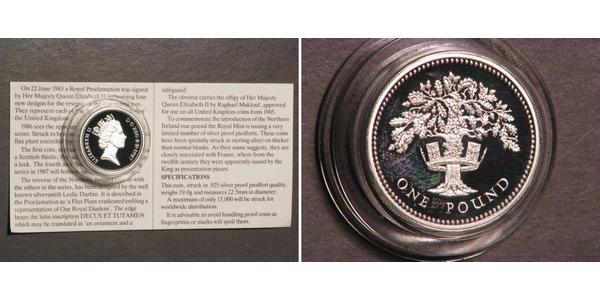 On 22 June 1983 a Royal Proclamation was signed
by Her Majesty Queen Elizabeth II
new designs for the reverse of the
They represent each of the
the United Kingdom
1986 sees the
series. Struck to
flax plant encircled
The first coin,
a Scottish thistle;
a leek. The fourth and
series in 1987 will feature
The reverse of the Northern
others in the series, has been designed by the well
known silversmith Leslie Durbin. It is described in
the Proclamation as 'a Flax Plant eradicated enfiling a
representation of Our Royal Diadem'. The edge
bears the latin inscription DECUS ET TUTAMEN
which may be translated as 'an ornament and a
safeguard'
The obverse carries the effigy of Her Majesty
Queen Elizabeth II by Raphael Maklouf, approved
for use on all United Kingdom coins from 1985.
To commemorate the introduction of the Northern
Ireland one pound the Royal Mint is issuing a very
limited number of silver proof piedforts. These coins
have been specially struck in sterling silver on thicker
than normal blanks. As their name suggests, they are
closely associated with France, where from the
twelfth century they were apparently issued by the
King as presentation pieces.
SPECIFICATIONS
This coin, struck in .925 silver proof piedfort quality,
weighs 19.0g and measures 22.5mm in diameter.
A maximum of only 15,000 will be struck for
worldwide distribution.
It is advisable to avoid handling proof coins as
fingerprints or marks will spoil them.
ELIZABETH II
ONE POUND